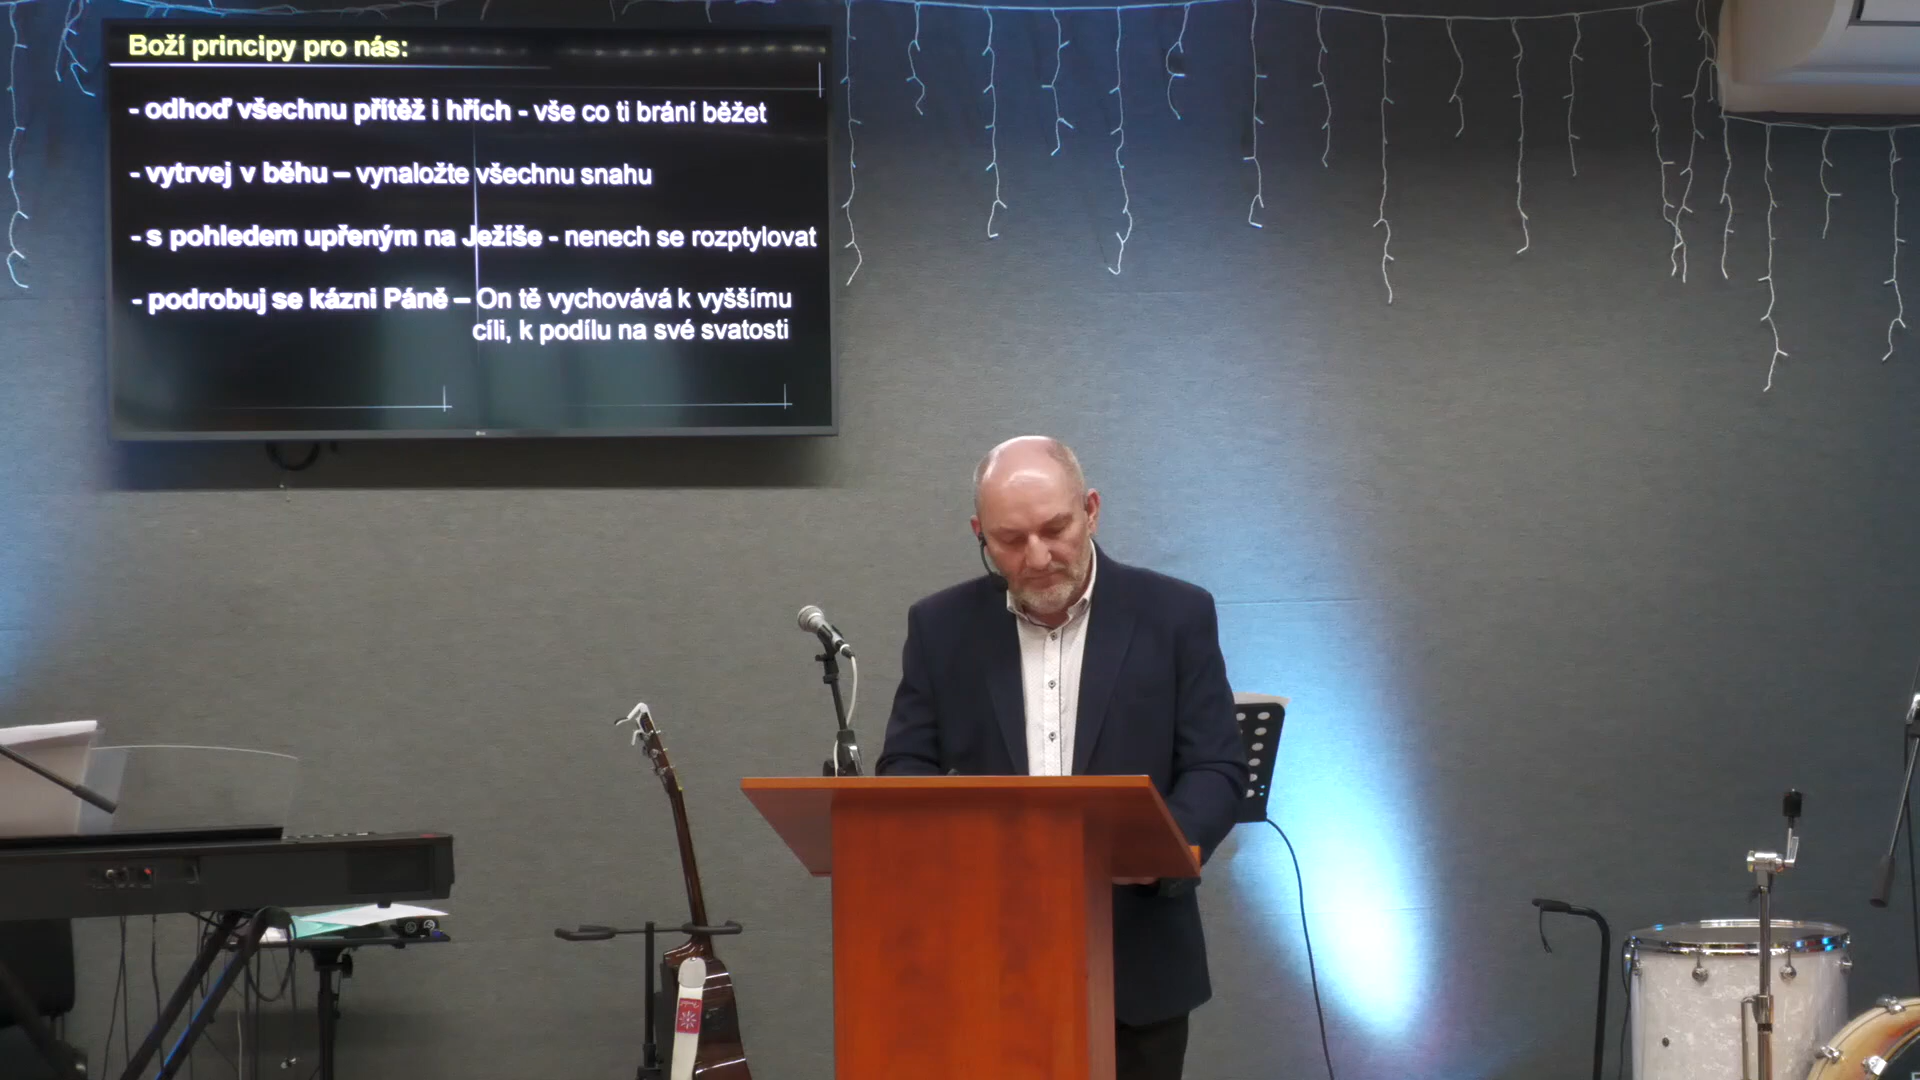 Boží principy pro nás:
- odhoď všechnu přítěž i hřích - vše co ti brání běžet
- vytrvej v běhu – vynaložte všechnu snahu
- s pohledem upřeným na Ježíše - nenech se rozptylovat
- podrobuj se kázni Páně – On tě vychovává k vyššímu
cíli, k podílu na své svatosti